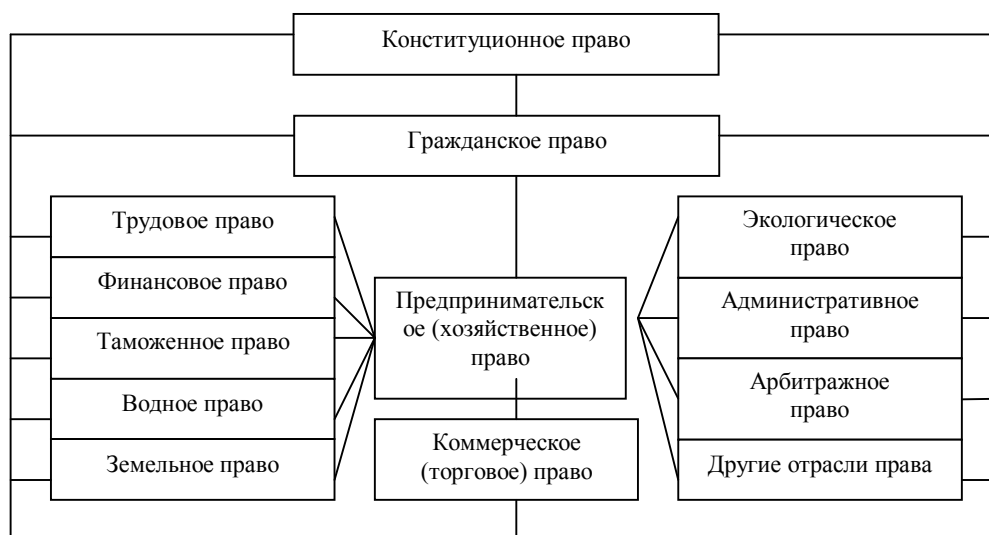 Конституционное право
Гражданское право
Трудовое право
Финансовое право
Таможенное право
Водное право
Земельное право
Предпринимательск
ое (хозяйственное)
право
Коммерческое
(торговое) право
Экологическое
право
Административное
право
Арбитражное
право
Другие отрасли права